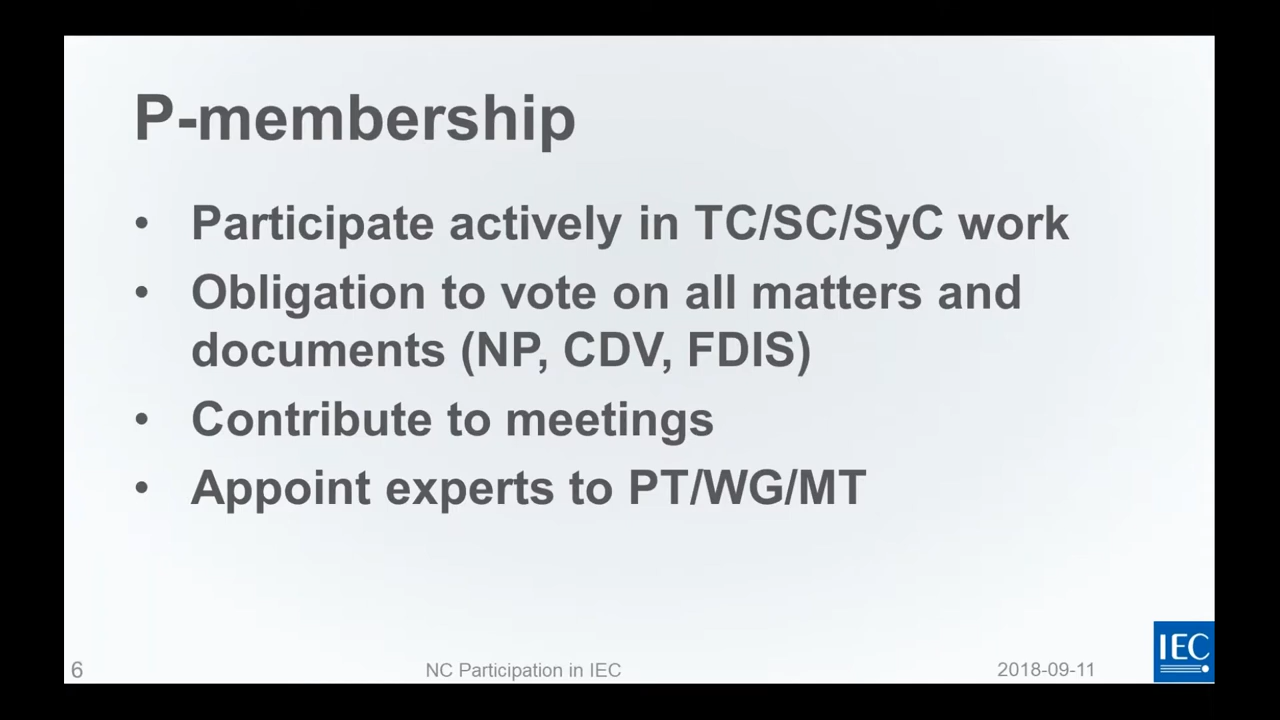 P-membership
• Participate actively in TC/SC/SyC work
• Obligation to vote on all matters and
documents (NP, CDV, FDIS)
• Contribute to meetings
• Appoint experts to PT/WG/MT
6
NC Participation in IEC
2018-09-11
IEC